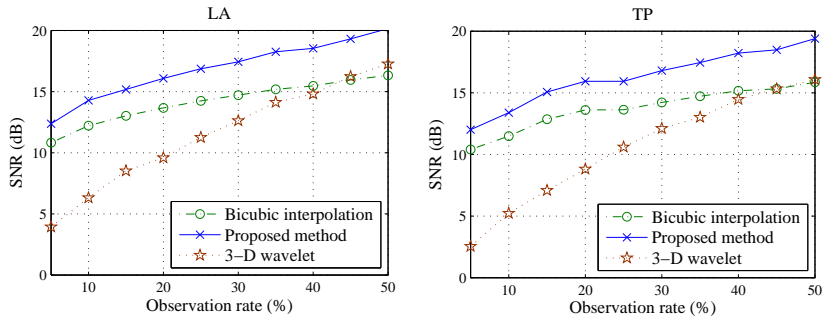 LA
20
15
10
5
0
SNR (dB)
Bicubic interpolation
Proposed method
3-D wavelet
10 20 30 40 50
Observation rate (%)
TP
20
15
10
5
0
SNR (dB)
Bicubic interpolation
Proposed method
3-D wavelet
10 20 30 40 50
Observation rate (%)